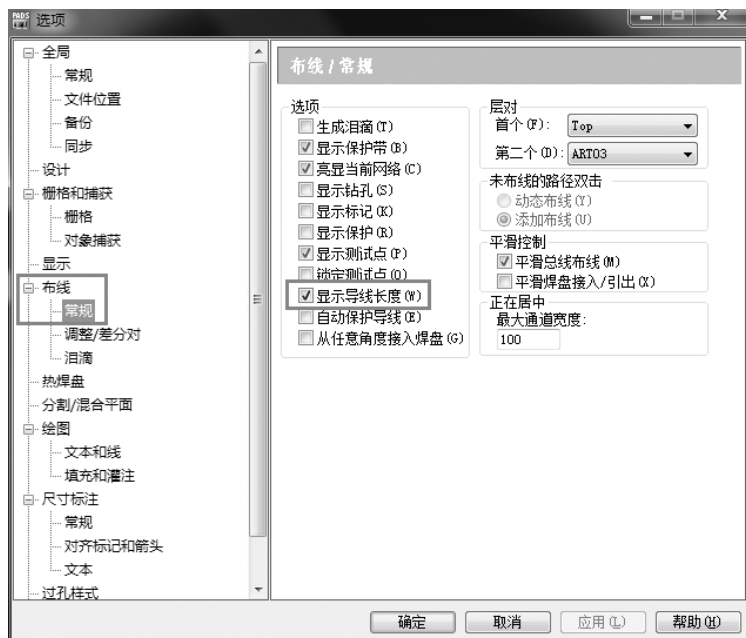 PADS 选项
全局
常规
文件位置
备份
同步
设计
栅格和捕获
栅格
对象捕获
显示
布线
常规
调整/差分对
泪滴
热焊盘
分割/混合平面
绘图
文本和线
填充和灌注
尺寸标注
常规
对齐标记和箭头
文本
过孔样式
布线 / 常规
选项
生成泪滴(T)
显示保护带(B)
亮显当前网络(C)
显示钻孔(S)
显示标记(K)
显示保护(R)
显示测试点(P)
锁定测试点(O)
显示导线长度(W)
自动保护导线(E)
从任意角度接入焊盘(G)
层对
首个(F): Top
第二个(D): ART03
未布线的路径双击
动态布线(Y)
添加布线(U)
平滑控制
平滑总线布线(M)
平滑焊盘接入/引出(X)
正在居中
最大通道宽度:
100
确定 取消 应用(L) 帮助(H)